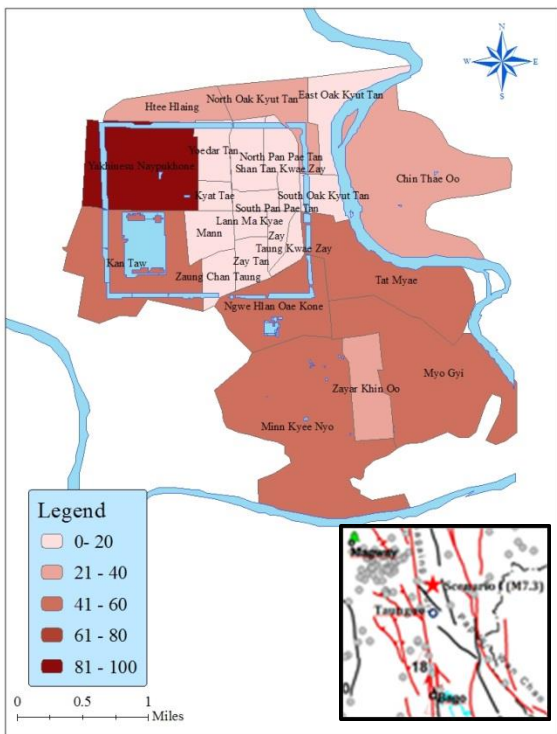 N
W E
S
East Oak Kyut Tan
North Oak Kyut Tan
Htee Hlaing
Yoedar Tan
North Pan Pae Tan
Yakhinesu Naypukhone
Shan Tan Kwae Zay
Chin Thae Oo
Kyat Tae
South Oak Kyut Tan
South Pan Pae Tan
Lann Ma Kyae
Mann
Zay
Taung Kwae Zay
Kan Taw
Zay Tan
Zaung Chan Taung
Tat Myae
Ngwe Hlan Oae Kone
Myo Gyi
Zayar Khin Oo
Minn Kyee Nyo
Legend
0- 20
21 - 40
41 - 60
61 - 80
81 - 100
0 0.5 1
Miles
Magway
Scenario I (M7.3)
Taungoo
18
Bago